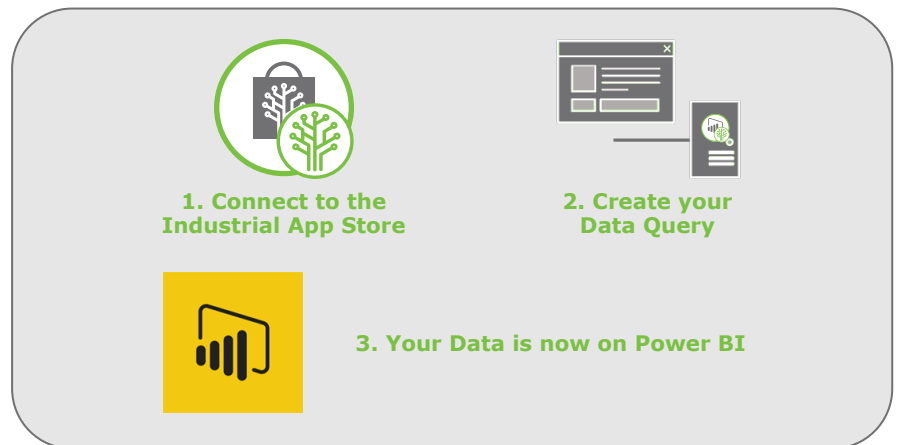 1. Connect to the
Industrial App Store
2. Create your
Data Query
3. Your Data is now on Power BI